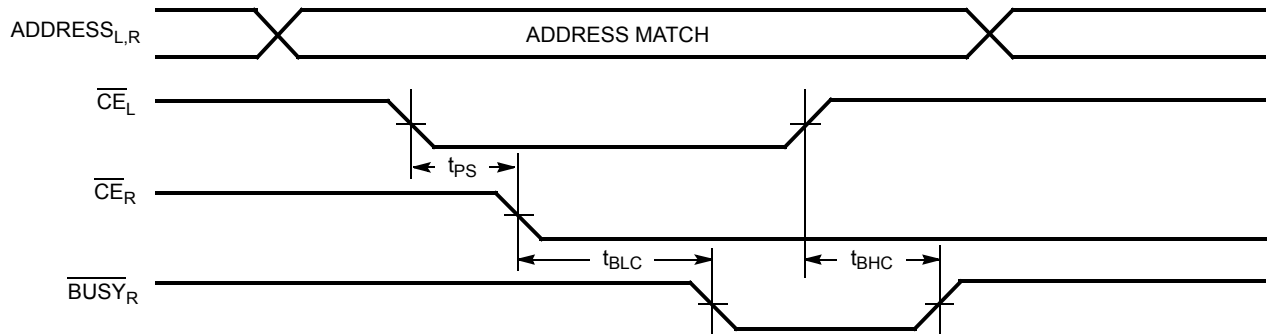 ADDRESS_L,R ADDRESS MATCH
CE_L
t_PS
CE_R
t_BLC t_BHC
BUSY_R